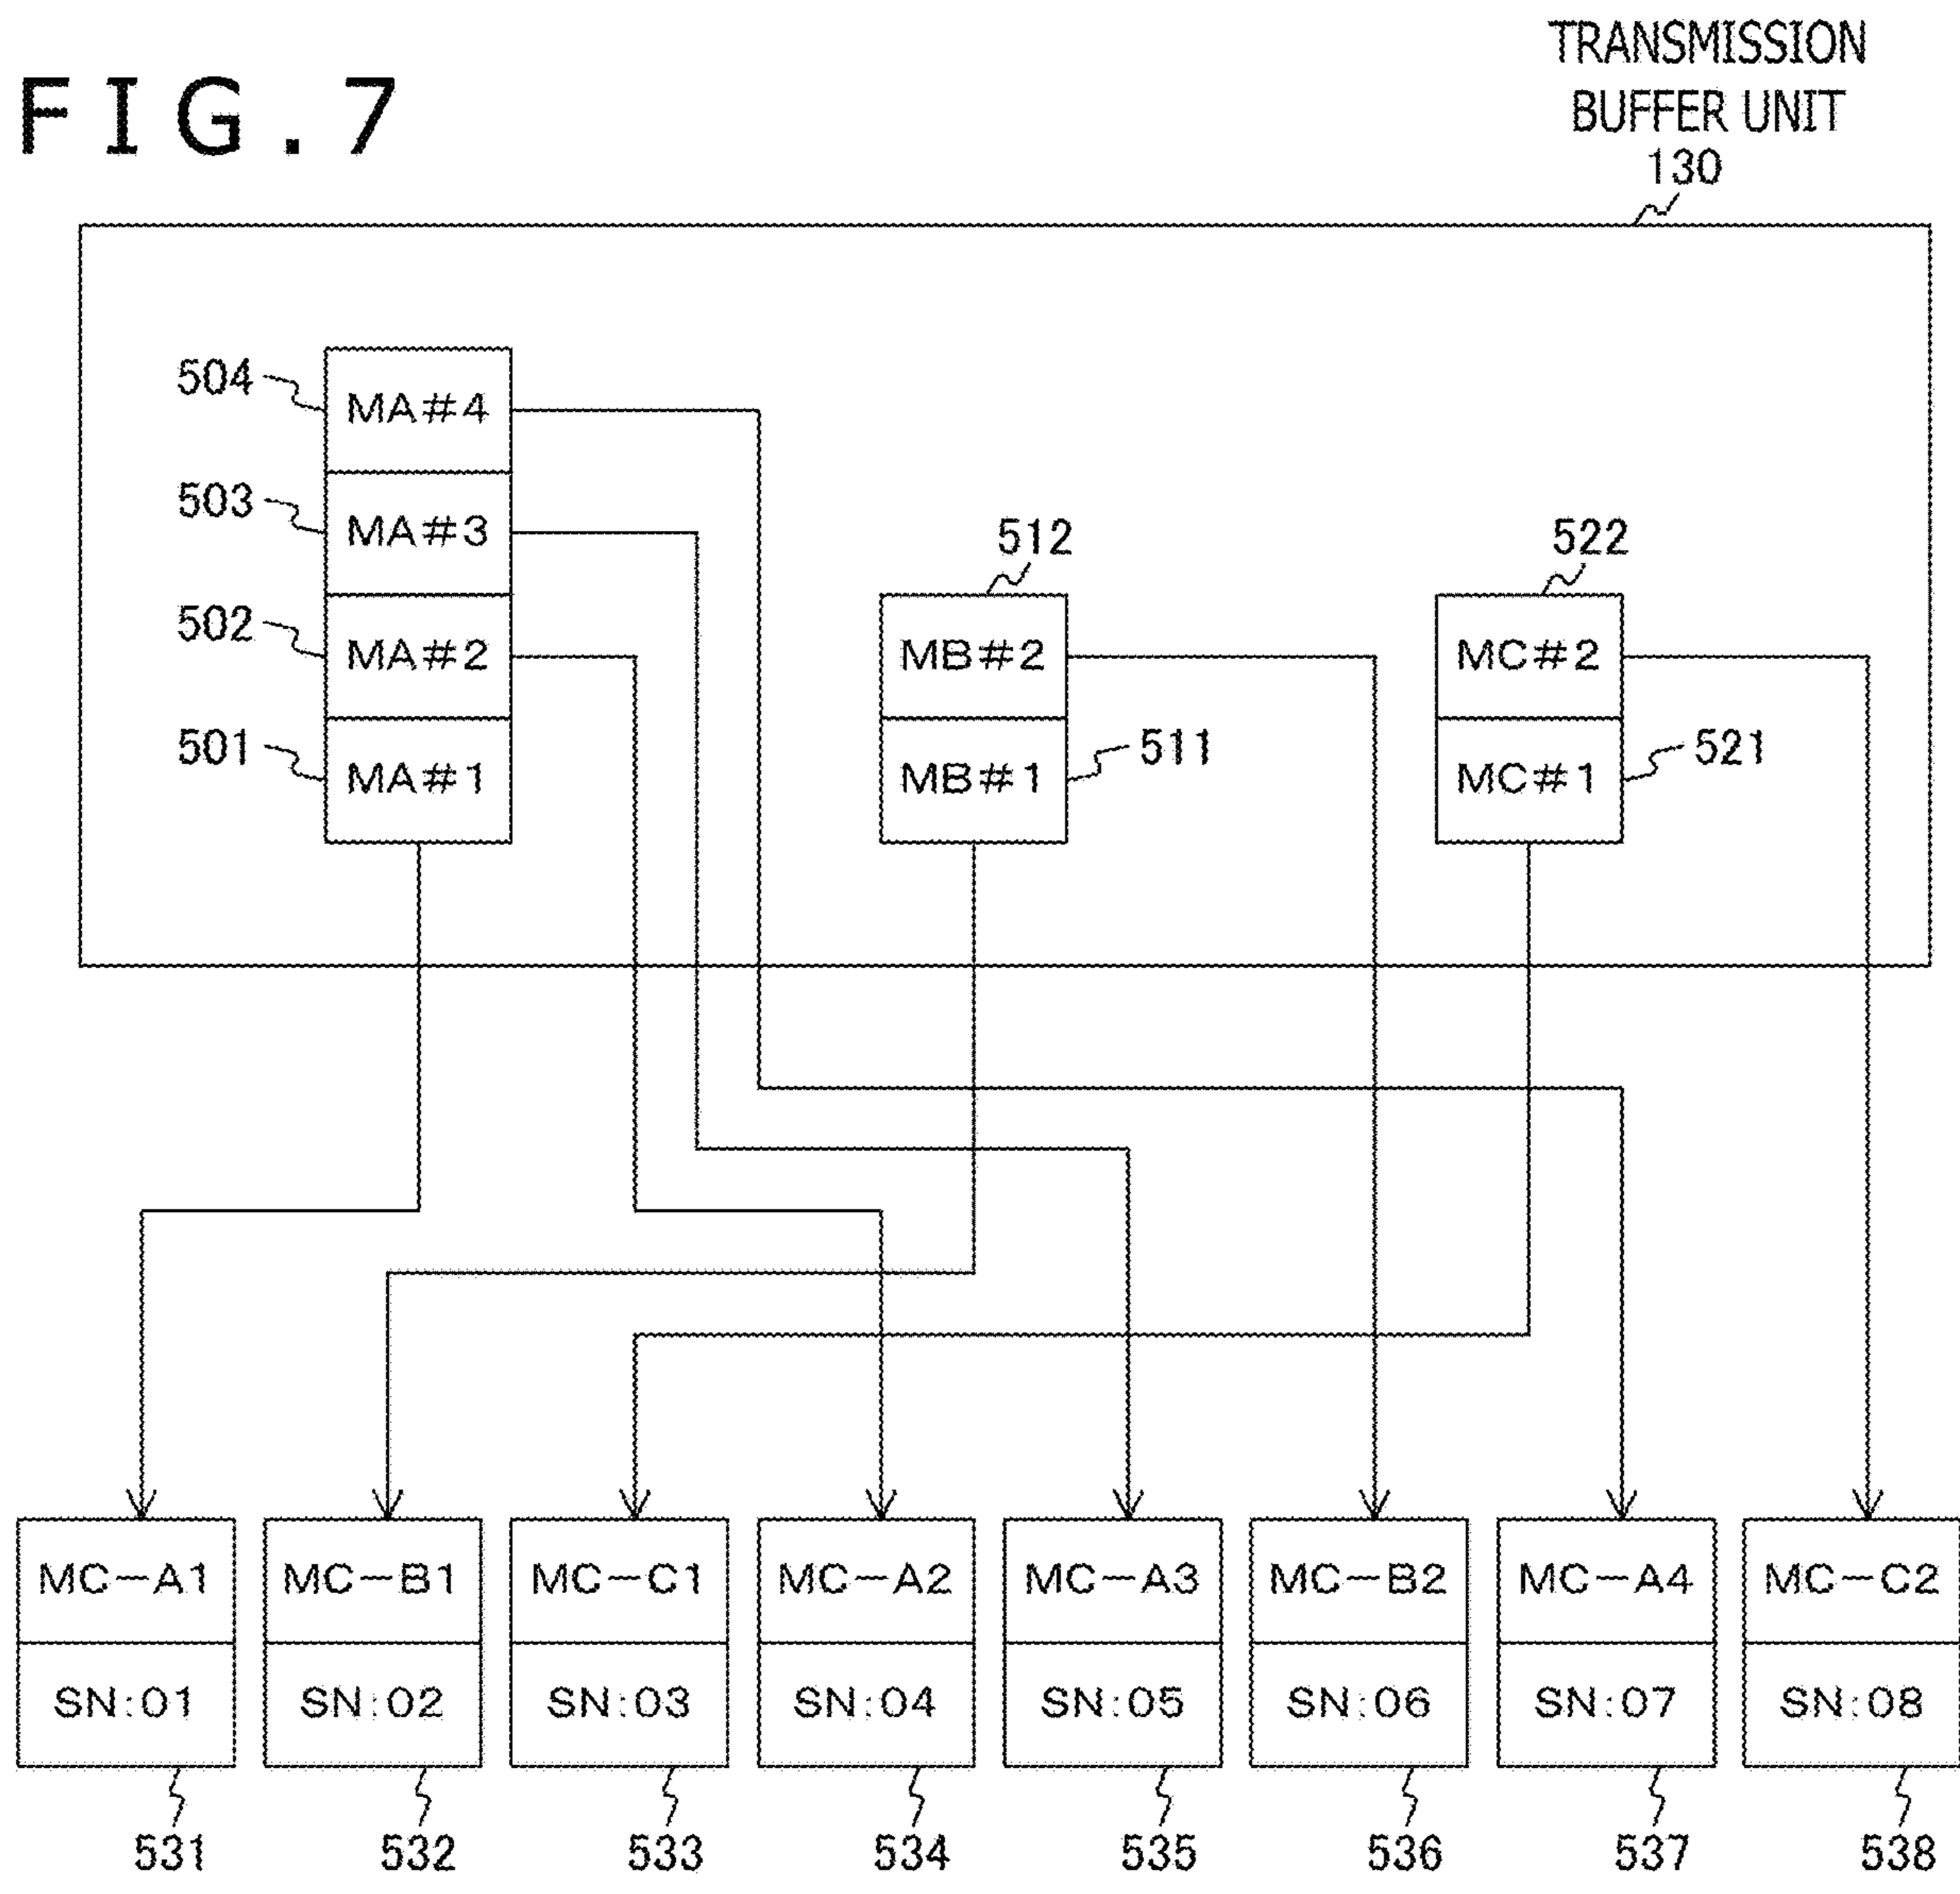 FIG.7
TRANSMISSION
BUFFER UNIT
130
504
MA#4
503
MA#3
502
MA#2
501
MA#1
512
MB#2
MB#1
511
522
MC#2
MC#1
521
MC-A1
MC-B1
MC-C1
MC-A2
MC-A3
MC-B2
MC-A4
MC-C2
SN:01
SN:02
SN:03
SN:04
SN:05
SN:06
SN:07
SN:08
531
532
533
534
535
536
537
538